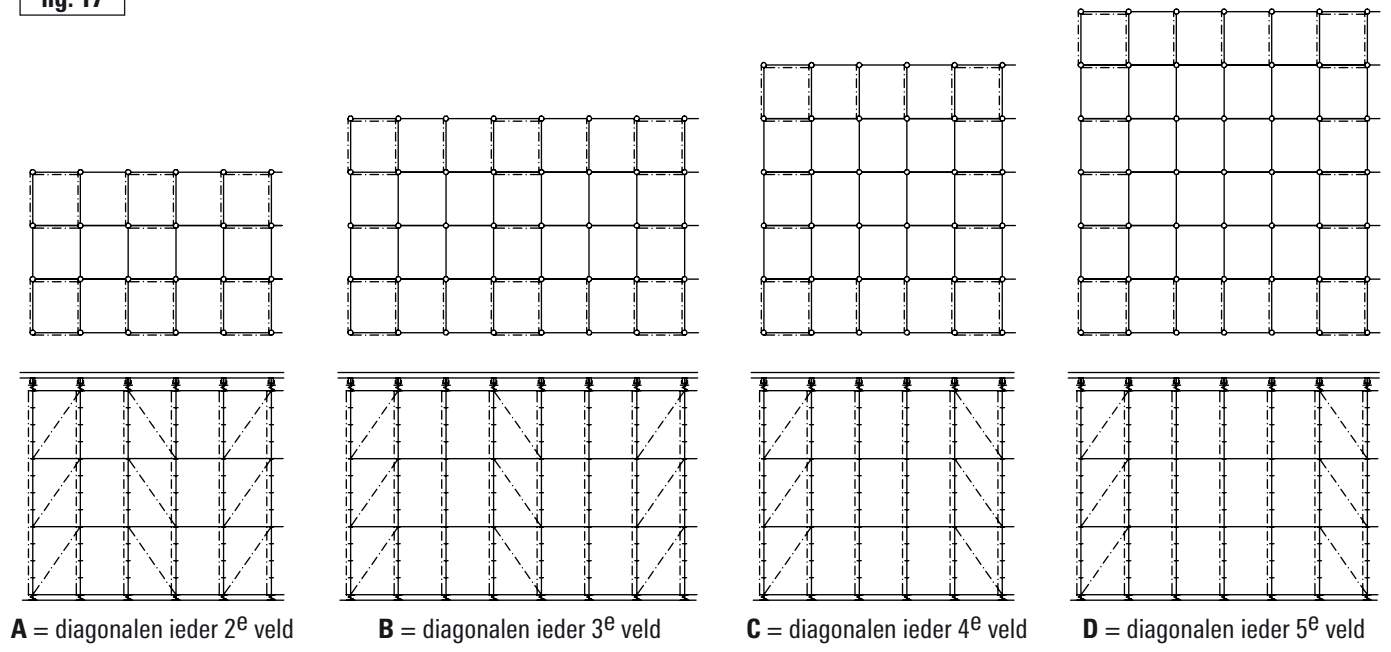 fig. 17
A = diagonalen ieder 2e veld
B = diagonalen ieder 3e veld
C = diagonalen ieder 4e veld
D = diagonalen ieder 5e veld